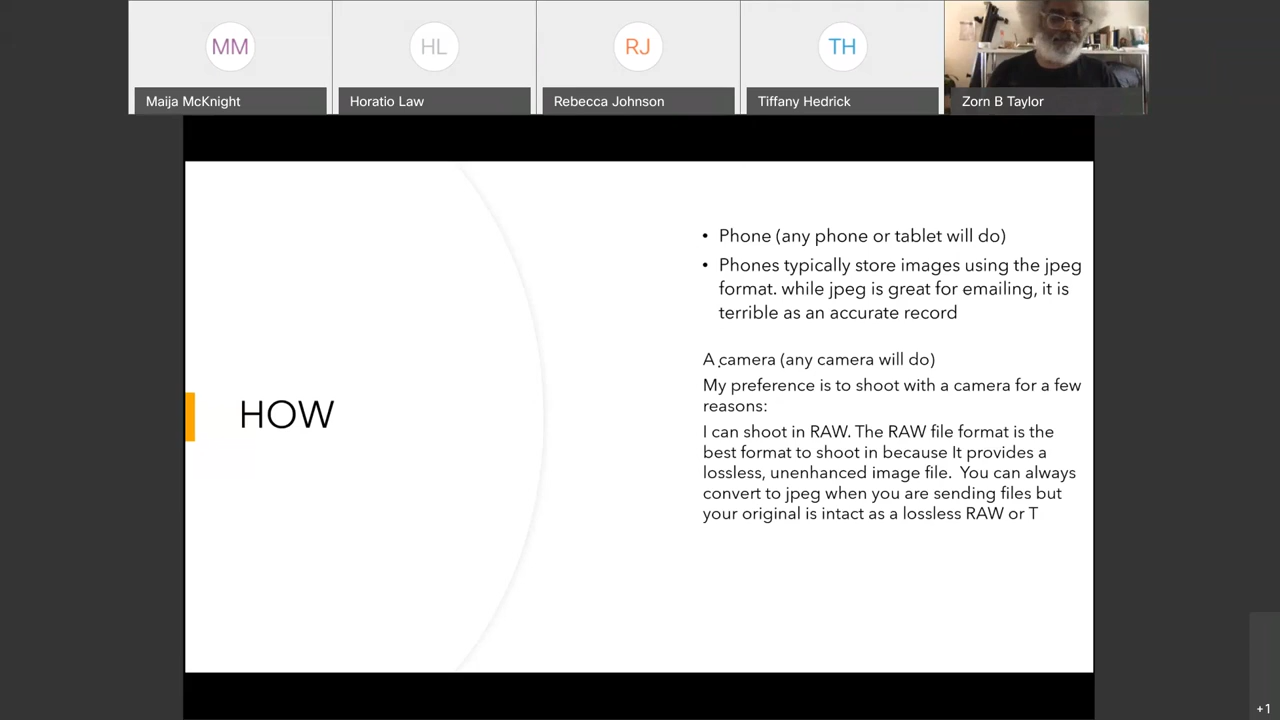 MM
HL
RJ
TH
Maija McKnight
Horatio Law
Rebecca Johnson
Tiffany Hedrick
Zorn B Taylor
HOW
• Phone (any phone or tablet will do)
• Phones typically store images using the jpeg
format. while jpeg is great for emailing, it is
terrible as an accurate record
A camera (any camera will do)
My preference is to shoot with a camera for a few
reasons:
I can shoot in RAW. The RAW file format is the
best format to shoot in because It provides a
lossless, unenhanced image file. You can always
convert to jpeg when you are sending files but
your original is intact as a lossless RAW or T
+1